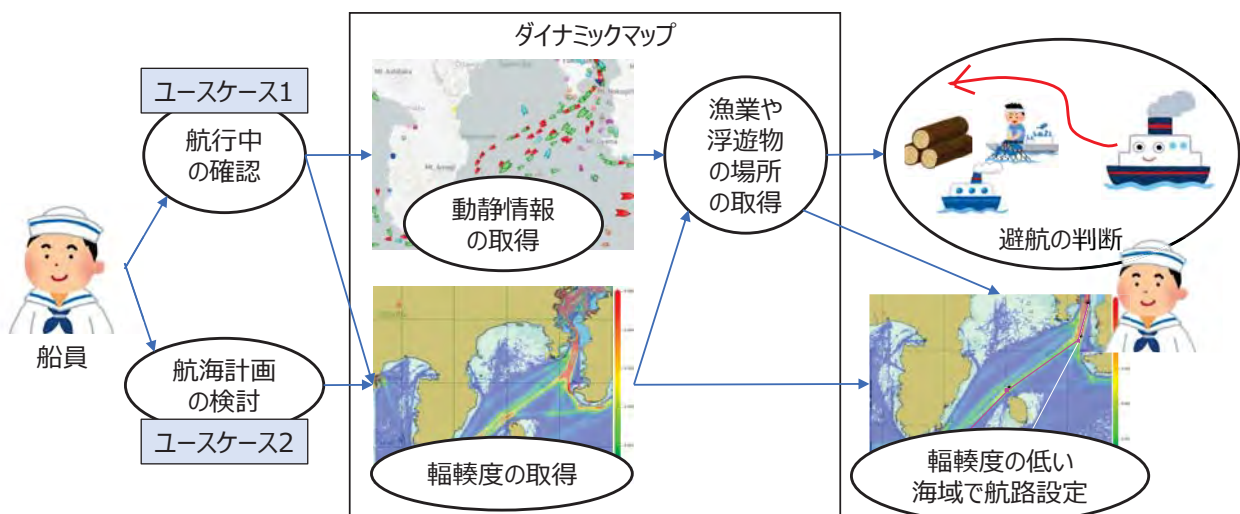 ダイナミックマップ
ユースケース1
航行中
の確認
船員
航海計画
の検討
ユースケース2
動静情報
の取得
輻輳度の取得
漁業や
浮遊物
の場所
の取得
避航の判断
輻輳度の低い
海域で航路設定